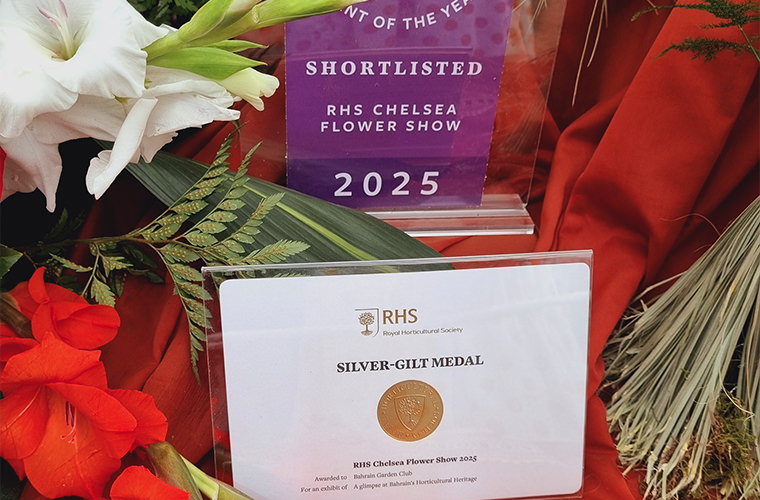 NT OF THE YEA
SHORTLISTED
RHS CHELSEA
FLOWER SHOW
2025
RHS
Royal Horticultural Society
SILVER-GILT MEDAL
RHS Chelsea Flower Show 2025
Awarded to Bahrain Garden Club
For an exhibit of A glimpse at Bahrain's Horticultural Heritage